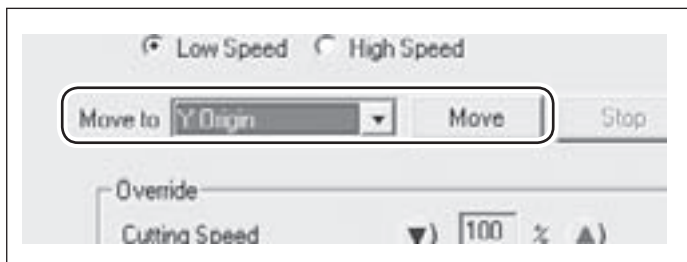 Low Speed High Speed
Move to Y Origin Move Stop
Override
Cutting Speed 100 %